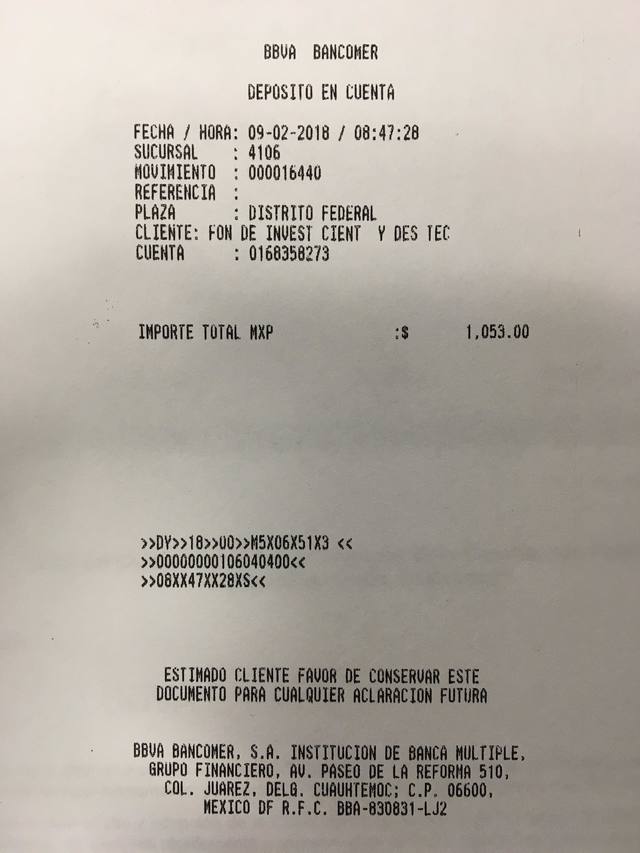 BBVA BANCOMER
DEPOSITO EN CUENTA
FECHA / HORA: 09-02-2018 / 08:47:28
SUCURSAL : 4106
MOVIMIENTO : 000016440
REFERENCIA :
PLAZA : DISTRITO FEDERAL
CLIENTE: FON DE INVEST CIENT Y DES TEC
CUENTA : 0168358273
IMPORTE TOTAL MXP :$ 1,053.00
>>DY>>18>>U0>>M5X06X51X3 <<
>>00000000106040400<<
>>08XX47XX28XS<<
ESTIMADO CLIENTE FAVOR DE CONSERVAR ESTE
DOCUMENTO PARA CUALQUIER ACLARACION FUTURA
BBVA BANCOMER, S.A. INSTITUCION DE BANCA MULTIPLE,
GRUPO FINANCIERO, AV. PASEO DE LA REFORMA 510,
COL. JUAREZ, DELG. CUAUHTEMOC; C.P. 06600,
MEXICO DF R.F.C. BBA-830831-LJ2